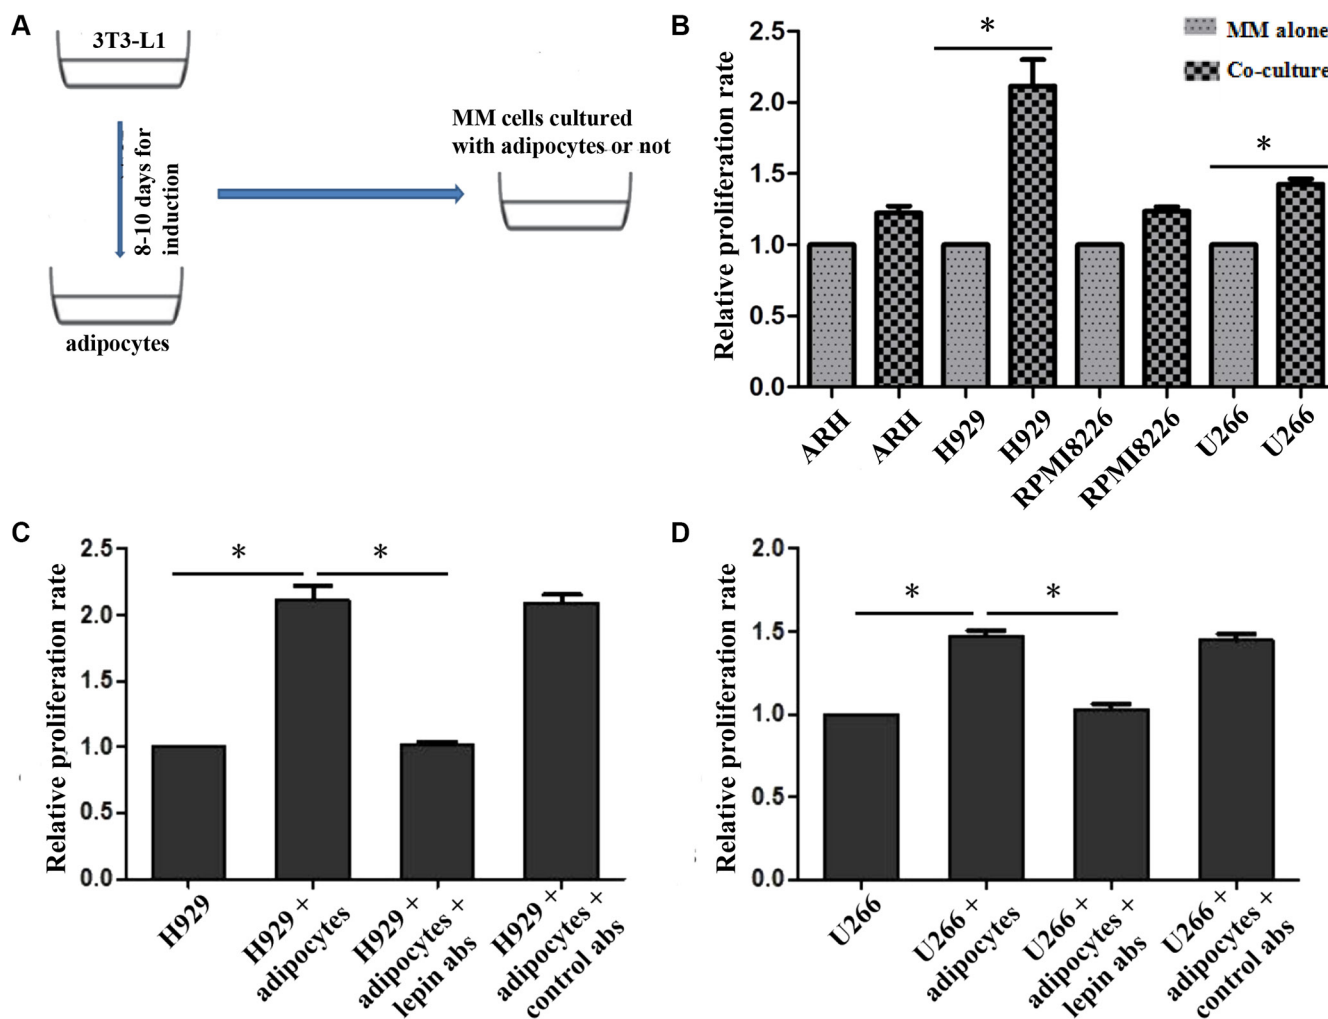 A
3T3-L1
8-10 days for
induction
adipocytes
MM cells cultured
with adipocytes or not
B
Relative proliferation rate
2.5
2.0
1.5
1.0
0.5
0.0
*
*
MM alone
Co-culture
ARH
ARH
H929
H929
RPMI8226
RPMI8226
U266
U266
C
Relative proliferation rate
2.5
2.0
1.5
1.0
0.5
0.0
*
*
H929
H929 +
adipocytes
H929 +
adipocytes +
lepin abs
H929 +
adipocytes +
control abs
D
Relative proliferation rate
2.0
1.5
1.0
0.5
0.0
*
*
U266
U266 +
adipocytes
U266 +
adipocytes +
lepin abs
U266 +
adipocytes +
control abs